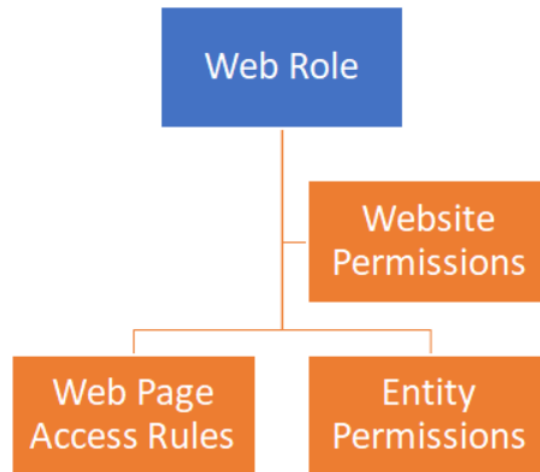 Web Role
Website
Permissions
Web Page
Access Rules
Entity
Permissions